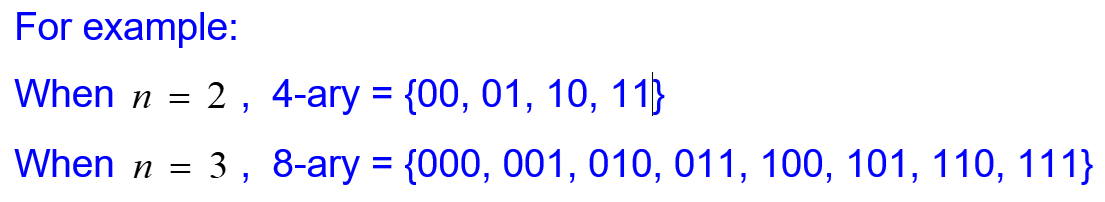 For example:
When n = 2 , 4-ary = {00, 01, 10, 11}
When n = 3 , 8-ary = {000, 001, 010, 011, 100, 101, 110, 111}